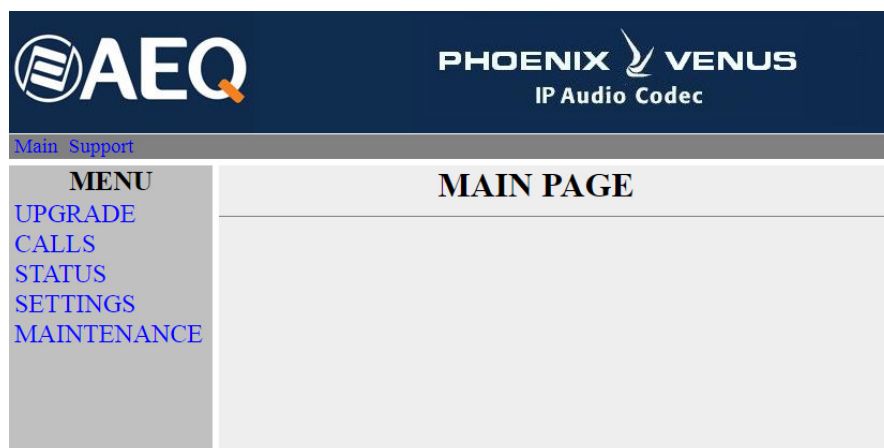 AEQ
PHOENIX VENUS
IP Audio Codec
Main Support
MENU
UPGRADE
CALLS
STATUS
SETTINGS
MAINTENANCE
MAIN PAGE